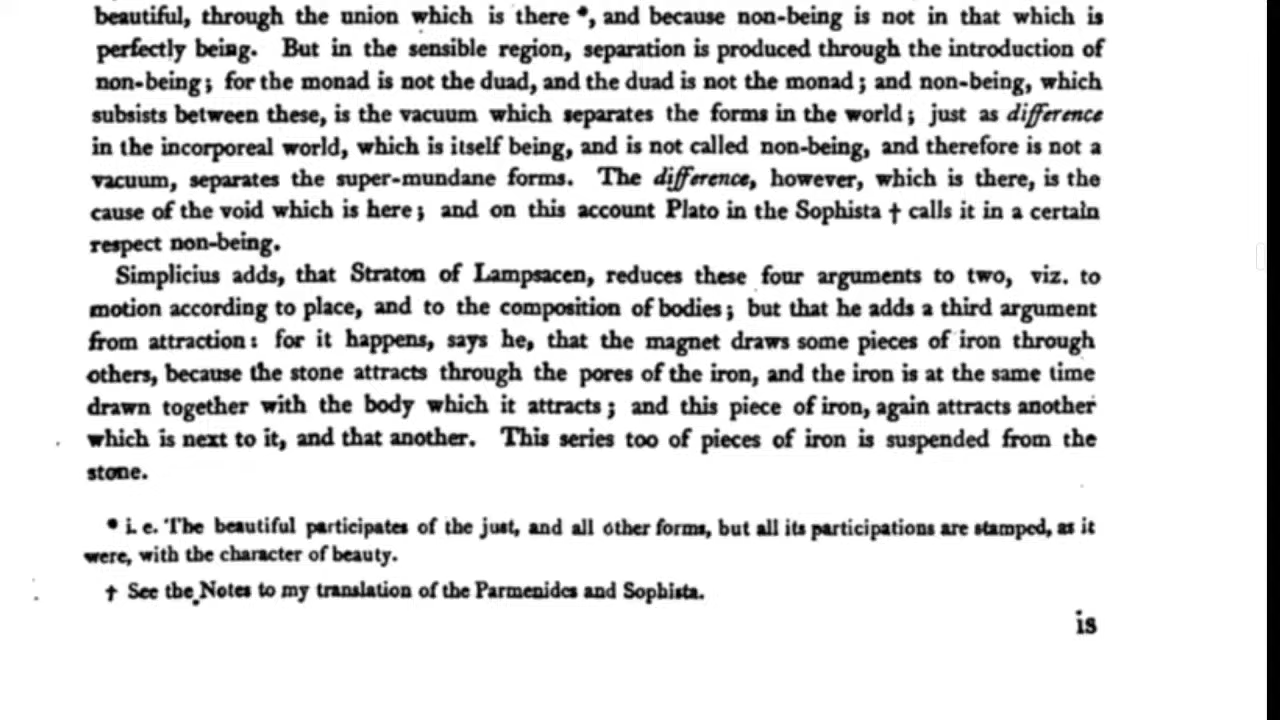 beautiful, through the union which is there *, and because non-being is not in that which is
perfectly being. But in the sensible region, separation is produced through the introduction of
non-being; for the monad is not the duad, and the duad is not the monad; and non-being, which
subsists between these, is the vacuum which separates the forms in the world; just as difference
in the incorporeal world, which is itself being, and is not called non-being, and therefore is not a
vacuum, separates the super-mundane forms. The difference, however, which is there, is the
cause of the void which is here; and on this account Plato in the Sophista † calls it in a certain
respect non-being.
Simplicius adds, that Straton of Lampsacen, reduces these four arguments to two, viz. to
motion according to place, and to the composition of bodies; but that he adds a third argument
from attraction: for it happens, says he, that the magnet draws some pieces of iron through
others, because the stone attracts through the pores of the iron, and the iron is at the same time
drawn together with the body which it attracts; and this piece of iron, again attracts another
which is next to it, and that another. This series too of pieces of iron is suspended from the
stone.
* i. e. The beautiful participates of the just, and all other forms, but all its participations are stamped, as it
were, with the character of beauty.
† See the Notes to my translation of the Parmenides and Sophista.
is